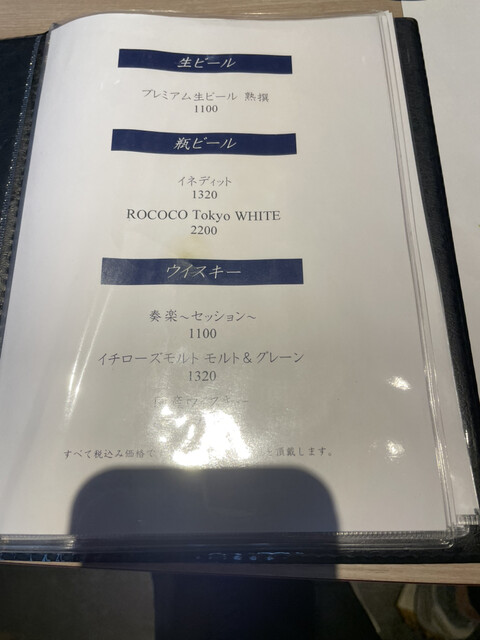 生ビール
プレミアム生ビール 熟撰
1100
瓶ビール
イネディット
1320
ROCOCO Tokyo WHITE
2200
ウイスキー
奏楽～セッション～
1100
イチローズモルト モルト＆グレーン
1320
すべて税込み価格で
頂戴します。